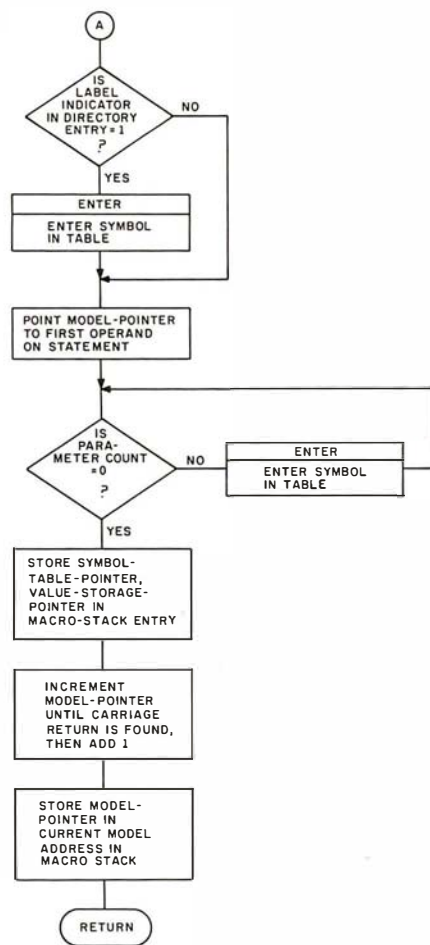 A
IS
LABEL
INDICATOR
IN DIRECTORY
ENTRY=1
?
NO
YES
ENTER
ENTER SYMBOL
IN TABLE
POINT MODEL-POINTER
TO FIRST OPERAND
ON STATEMENT
IS
PARA-
METER COUNT
=0
?
NO
ENTER
ENTER SYMBOL
IN TABLE
YES
STORE SYMBOL-
TABLE-POINTER,
VALUE-STORAGE-
POINTER IN
MACRO-STACK ENTRY
INCREMENT
MODEL-POINTER
UNTIL CARRIAGE
RETURN IS FOUND,
THEN ADD 1
STORE MODEL-
POINTER IN
CURRENT MODEL
ADDRESS IN
MACRO STACK
RETURN